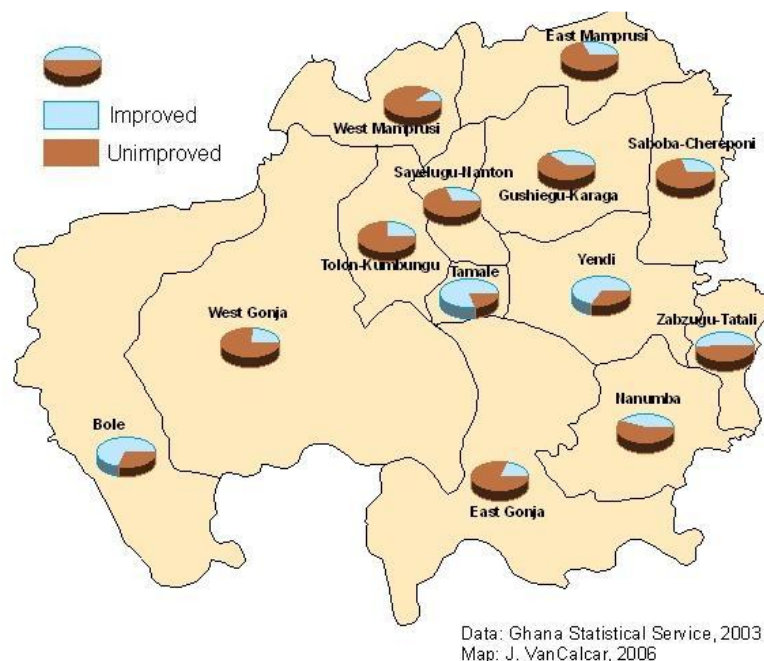 Improved
Unimproved
East Mamprusi
West Mamprusi
Saboba-Chereponi
Savelugu-Nanton
Gushiegu-Karaga
Tolon-Kumbungu
Tamale
Yendi
West Gonja
Zabzugu-Tatali
Nanumba
Bole
East Gonja
Data: Ghana Statistical Service, 2003
Map: J. VanCalcar, 2006